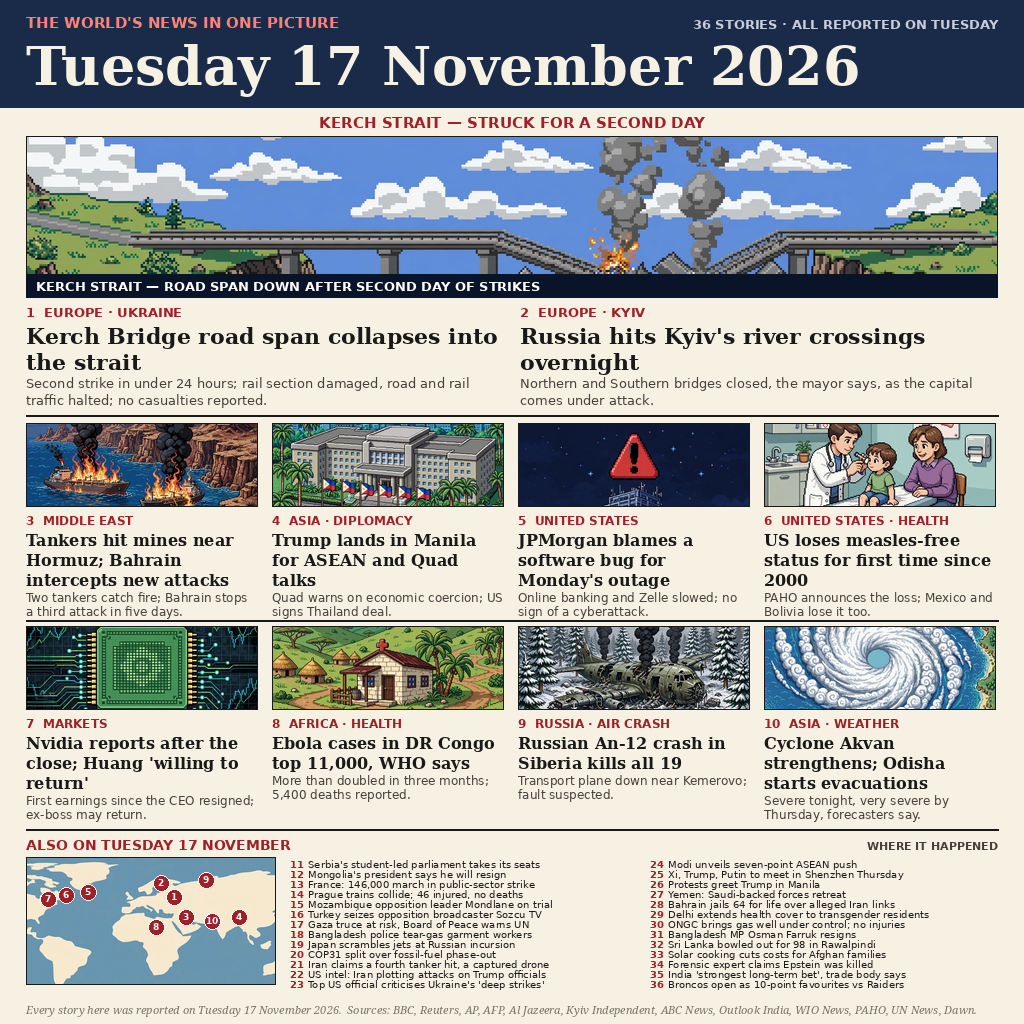 THE WORLD'S NEWS IN ONE PICTURE
36 STORIES · ALL REPORTED ON TUESDAY
Tuesday 17 November 2026
KERCH STRAIT — STRUCK FOR A SECOND DAY
KERCH STRAIT — ROAD SPAN DOWN AFTER SECOND DAY OF STRIKES
1 EUROPE · UKRAINE
Kerch Bridge road span collapses into
the strait
Second strike in under 24 hours; rail section damaged, road and rail
traffic halted; no casualties reported.
2 EUROPE · KYIV
Russia hits Kyiv's river crossings
overnight
Northern and Southern bridges closed, the mayor says, as the capital
comes under attack.
3 MIDDLE EAST
Tankers hit mines near
Hormuz; Bahrain
intercepts new attacks
Two tankers catch fire; Bahrain stops
a third attack in five days.
4 ASIA · DIPLOMACY
Trump lands in Manila
for ASEAN and Quad
talks
Quad warns on economic coercion; US
signs Thailand deal.
5 UNITED STATES
JPMorgan blames a
software bug for
Monday's outage
Online banking and Zelle slowed; no
sign of a cyberattack.
6 UNITED STATES · HEALTH
US loses measles-free
status for first time since
2000
PAHO announces the loss; Mexico and
Bolivia lose it too.
7 MARKETS
Nvidia reports after the
close; Huang 'willing to
return'
First earnings since the CEO resigned;
ex-boss may return.
8 AFRICA · HEALTH
Ebola cases in DR Congo
top 11,000, WHO says
More than doubled in three months;
5,400 deaths reported.
9 RUSSIA · AIR CRASH
Russian An-12 crash in
Siberia kills all 19
Transport plane down near Kemerovo;
fault suspected.
10 ASIA · WEATHER
Cyclone Akvan
strengthens; Odisha
starts evacuations
Severe tonight, very severe by
Thursday, forecasters say.
ALSO ON TUESDAY 17 NOVEMBER
WHERE IT HAPPENED
7 6 5 2 9 1 3 10 4 8
11 Serbia's student-led parliament takes its seats
12 Mongolia's president says he will resign
13 France: 146,000 march in public-sector strike
14 Prague trains collide; 46 injured, no deaths
15 Mozambique opposition leader Mondlane on trial
16 Turkey seizes opposition broadcaster Sozcu TV
17 Gaza truce at risk, Board of Peace warns UN
18 Bangladesh police tear-gas garment workers
19 Japan scrambles jets at Russian incursion
20 COP31 split over fossil-fuel phase-out
21 Iran claims a fourth tanker hit, a captured drone
22 US intel: Iran plotting attacks on Trump officials
23 Top US official criticises Ukraine's 'deep strikes'
24 Modi unveils seven-point ASEAN push
25 Xi, Trump, Putin to meet in Shenzhen Thursday
26 Protests greet Trump in Manila
27 Yemen: Saudi-backed forces retreat
28 Bahrain jails 64 for life over alleged Iran links
29 Delhi extends health cover to transgender residents
30 ONGC brings gas well under control; no injuries
31 Bangladesh MP Osman Farruk resigns
32 Sri Lanka bowled out for 98 in Rawalpindi
33 Solar cooking cuts costs for Afghan families
34 Forensic expert claims Epstein was killed
35 India 'strongest long-term bet', trade body says
36 Broncos open as 10-point favourites vs Raiders
Every story here was reported on Tuesday 17 November 2026. Sources: BBC, Reuters, AP, AFP, Al Jazeera, Kyiv Independent, ABC News, Outlook India, WIO News, PAHO, UN News, Dawn.